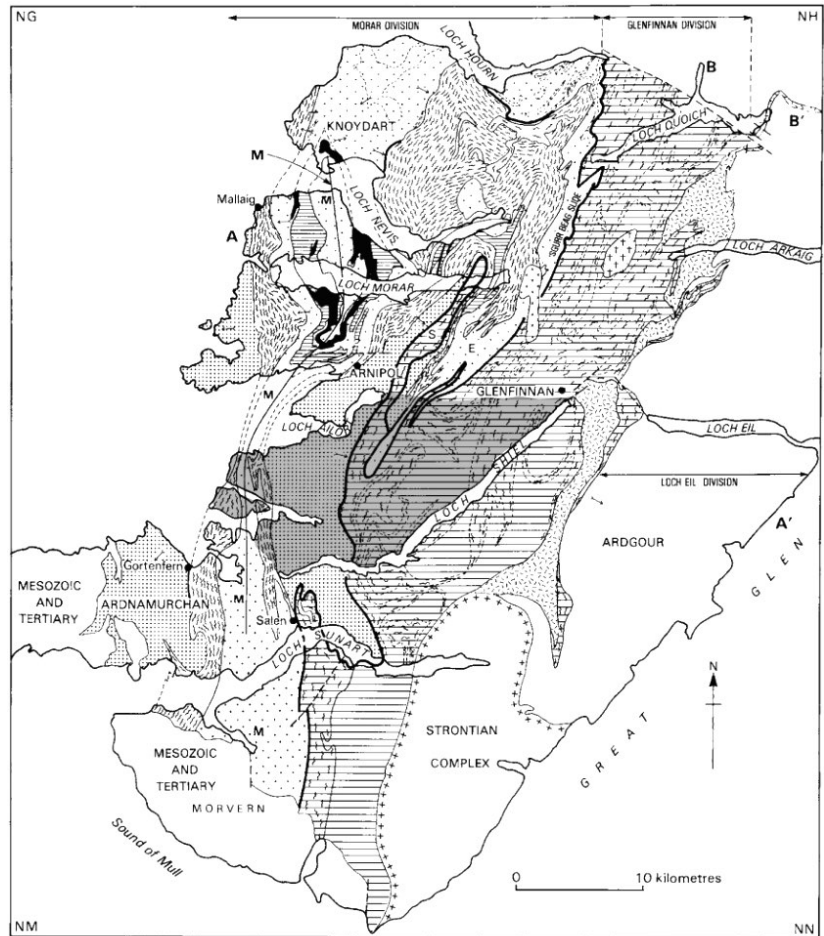 NG
NH
MORAR DIVISION
GLENFINNAN DIVISION
LOCH HOURN
B
KNOYDART
LOCH QUOICH
B'
M
Mallaig
M
LOCH NEVIS
A
SGURR BEAG SLIDE
LOCH ARKAIG
LOCH MORAR
S
E
ARNIPOL
M
GLENFINNAN
LOCH AILORT
LOCH EIL
LOCH SHIEL
LOCH EIL DIVISION
A'
ARDGOUR
Gortenfern
MESOZOIC
AND
TERTIARY
ARDNAMURCHAN
M
Salen
LOCH SUNART
GREAT GLEN
N
M
MESOZOIC
AND
TERTIARY
STRONTIAN
COMPLEX
MORVERN
Sound of Mull
0 10 kilometres
NM
NN